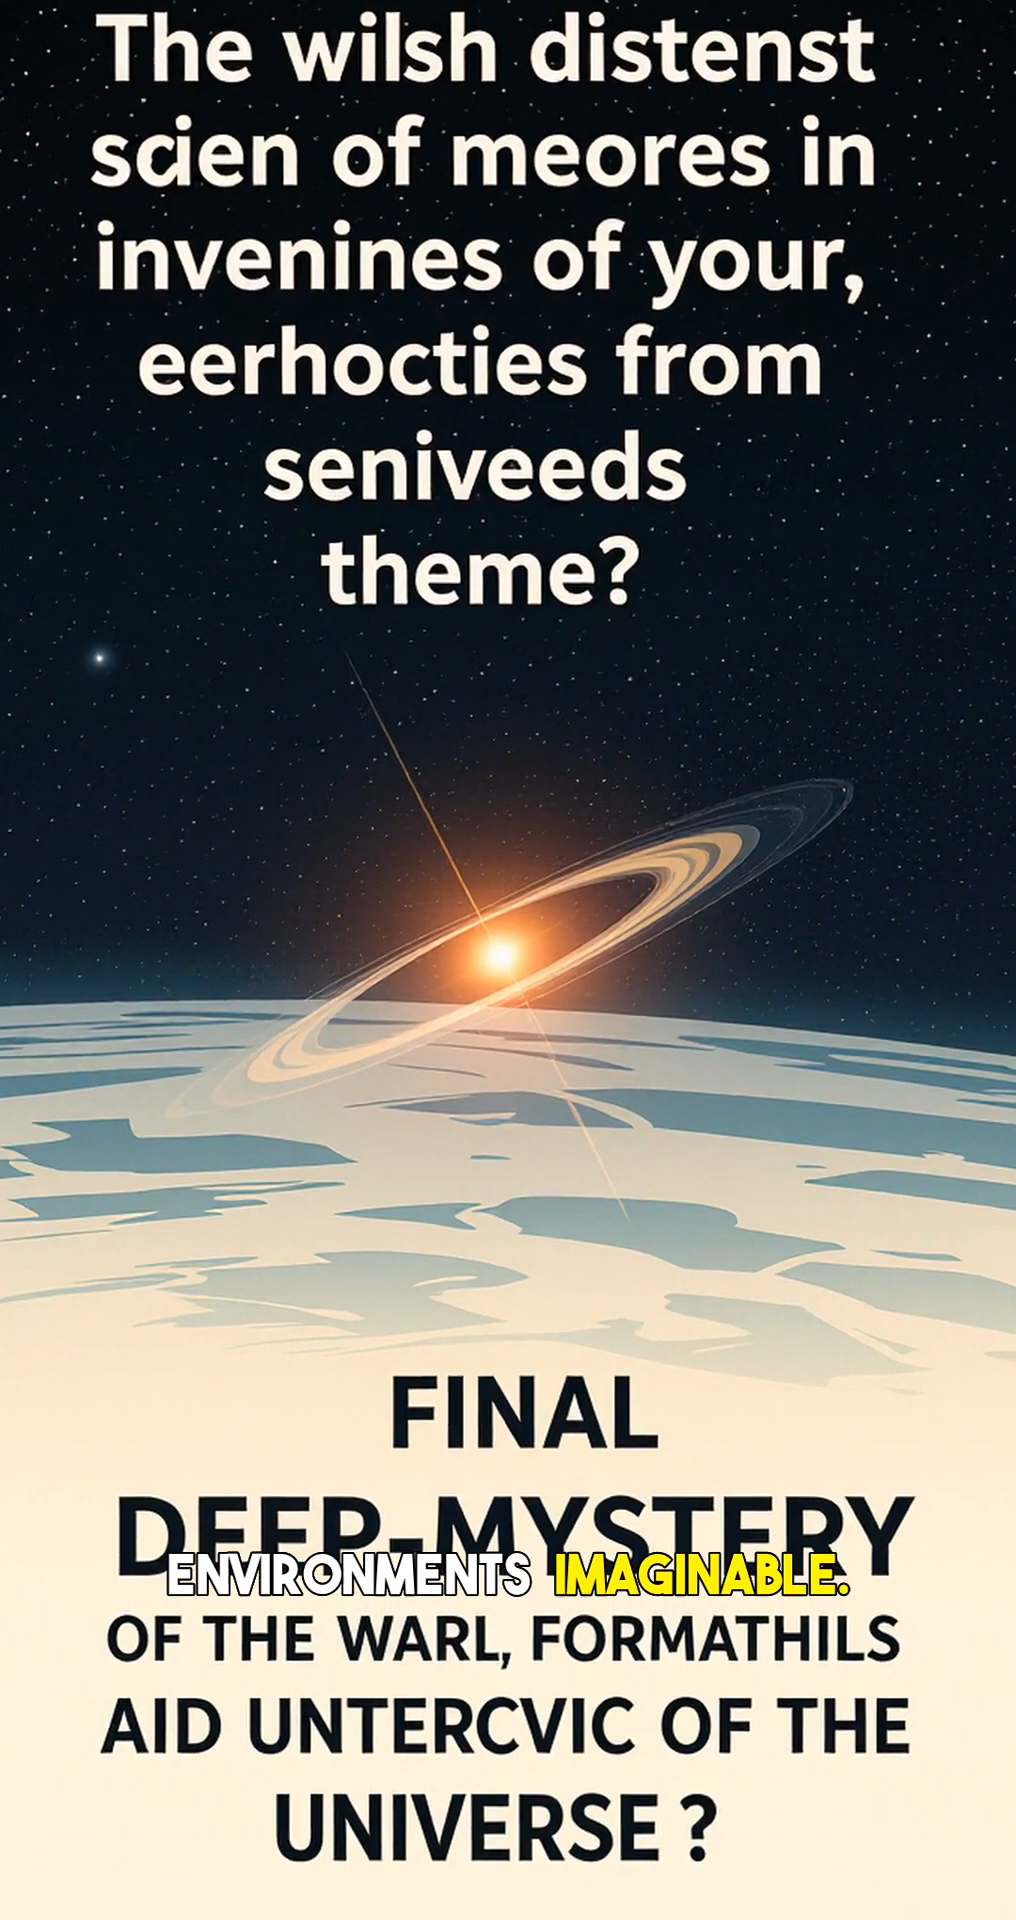 The wilsh distenst
scien of meores in
invenines of your,
eerhocties from
seniveeds
theme?
FINAL
DEEP-MYSTERY
ENVIRONMENTS IMAGINABLE.
OF THE WARL, FORMATHILS
AID UNTERCVIC OF THE
UNIVERSE ?